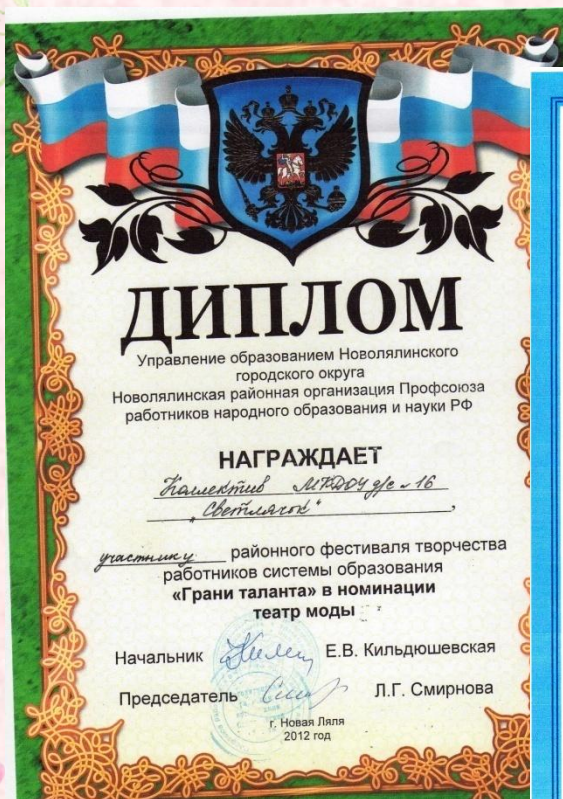 ДИПЛОМ
Управление образованием Новолялинского
городского округа
Новолялинская районная организация Профсоюза
работников народного образования и науки РФ
НАГРАЖДАЕТ
Коллектив МКДОУ д/с № 16
„Светлячок“,
участнику районного фестиваля творчества
работников системы образования
«Грани таланта» в номинации
театр моды
Начальник Е.В. Кильдюшевская
Председатель Л.Г. Смирнова
г. Новая Ляля
2012 год